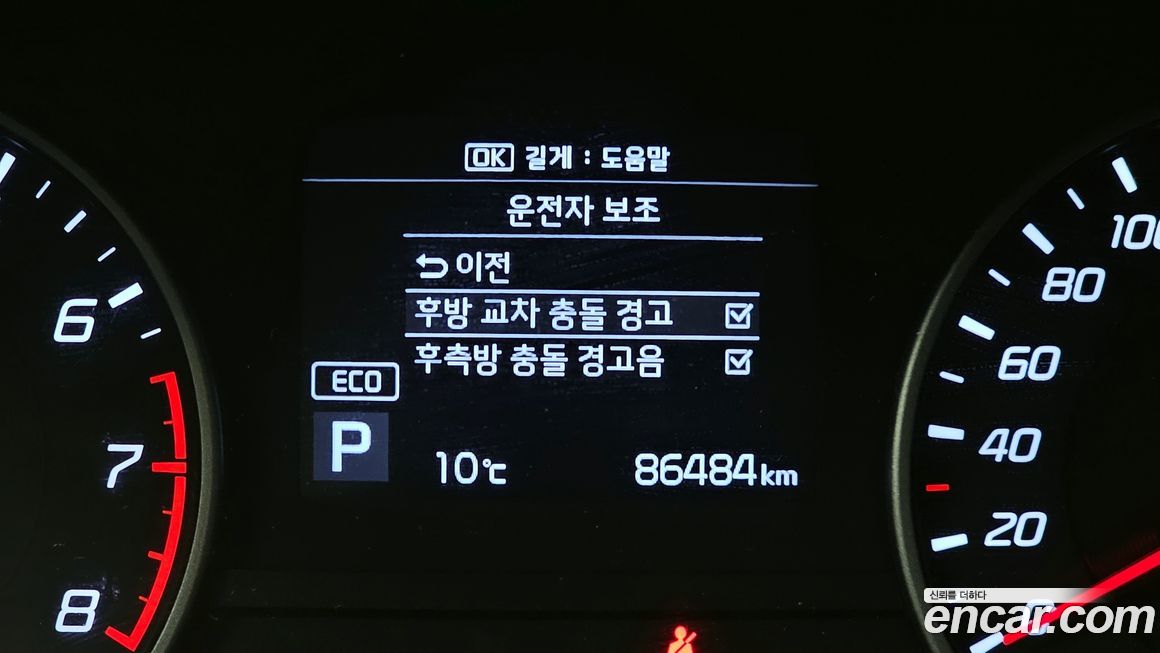 OK 길게 : 도움말
운전자 보조
이전
후방 교차 충돌 경고
후측방 충돌 경고음
ECO
P
10℃
86484km
6
7
8
100
80
60
40
20
0
신뢰를 더하다
encar.com